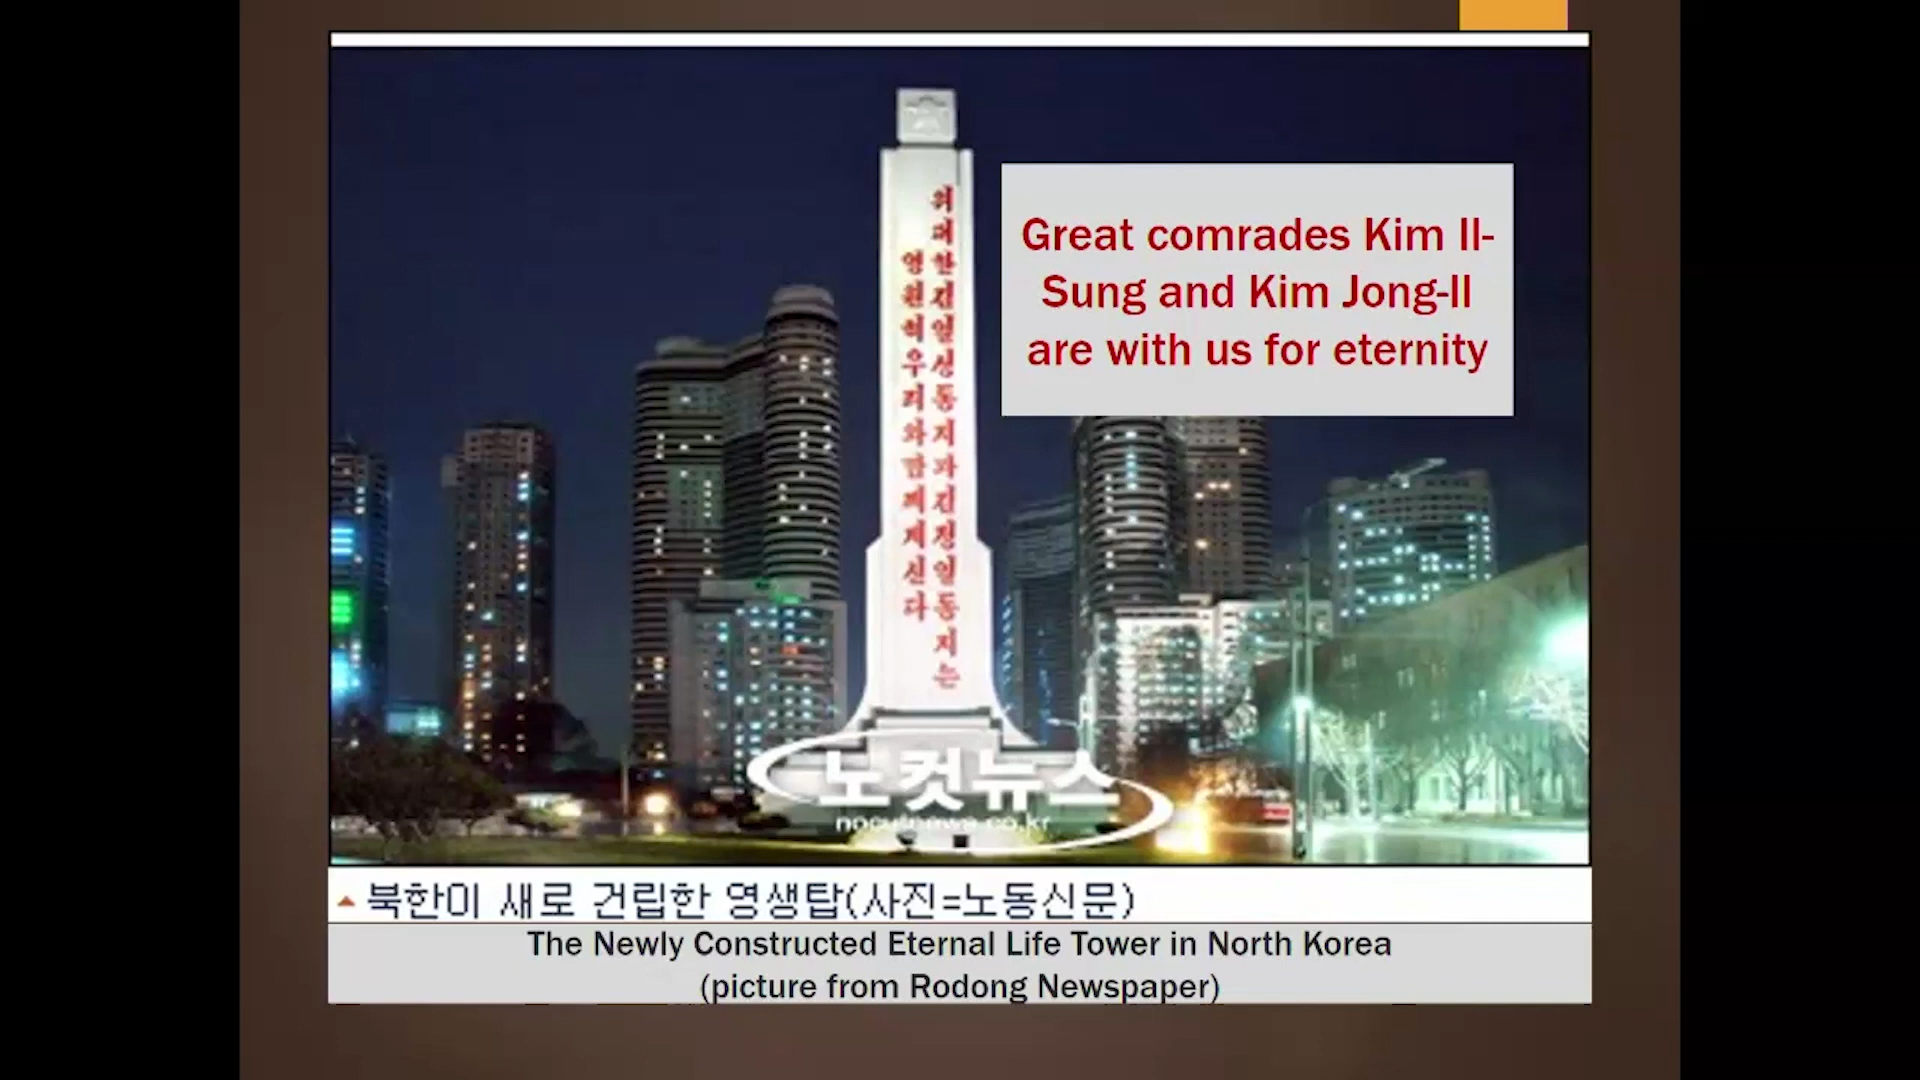 위대한 김일성동지와 김정일동지는
영원히 우리와 함께 계신다
Great comrades Kim Il-
Sung and Kim Jong-Il
are with us for eternity
노컷뉴스
nocutnews.co.kr
북한이 새로 건립한 영생탑(사진=노동신문)
The Newly Constructed Eternal Life Tower in North Korea
(picture from Rodong Newspaper)